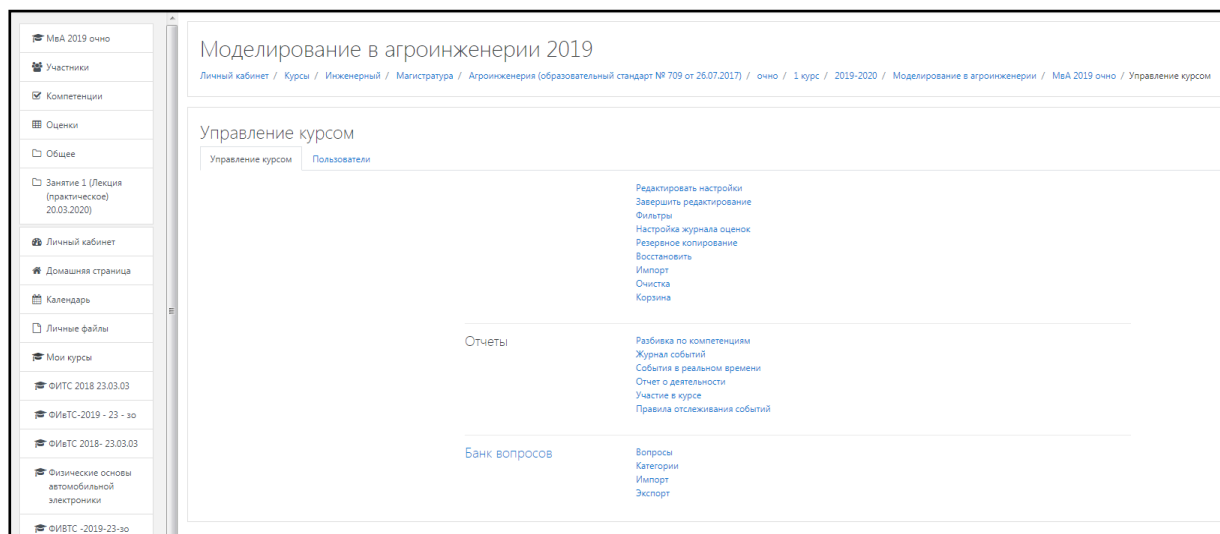 МвА 2019 очно
Участники
Компетенции
Оценки
Общее
Занятие 1 (Лекция
(практическое)
20.03.2020)
Личный кабинет
Домашняя страница
Календарь
Личные файлы
Мои курсы
ФИТС 2018 23.03.03
ФИвТС-2019 - 23 - зо
ФИвТС 2018- 23.03.03
Физические основы
автомобильной
электроники
ФИВТС -2019-23-зо
Моделирование в агроинженерии 2019
Личный кабинет / Курсы / Инженерный / Магистратура / Агроинженерия (образовательный стандарт № 709 от 26.07.2017) / очно / 1 курс / 2019-2020 / Моделирование в агроинженерии / МвА 2019 очно / Управление курсом
Управление курсом
Управление курсом Пользователи
Редактировать настройки
Завершить редактирование
Фильтры
Настройка журнала оценок
Резервное копирование
Восстановить
Импорт
Очистка
Корзина
Отчеты
Разбивка по компетенциям
Журнал событий
События в реальном времени
Отчет о деятельности
Участие в курсе
Правила отслеживания событий
Банк вопросов
Вопросы
Категории
Импорт
Экспорт